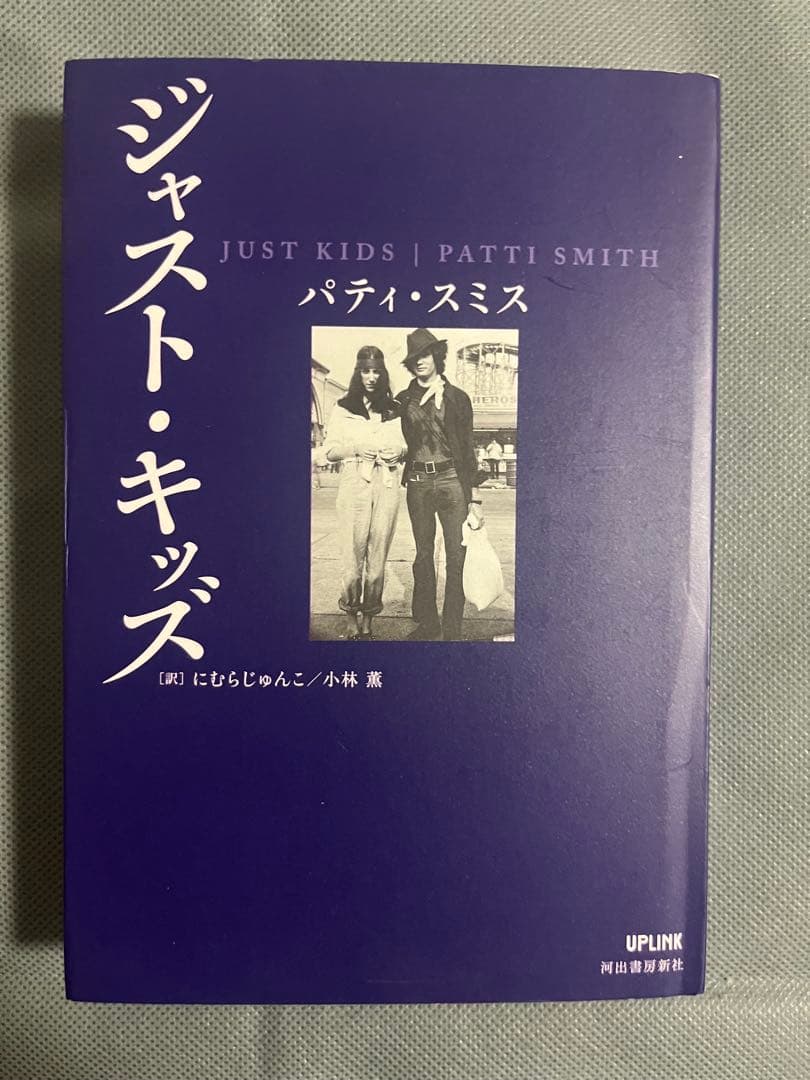 ジャスト・キッズ
JUST KIDS | PATTI SMITH
パティ・スミス
HEROS
[訳] にむらじゅんこ／小林 薫
UPLINK
河出書房新社